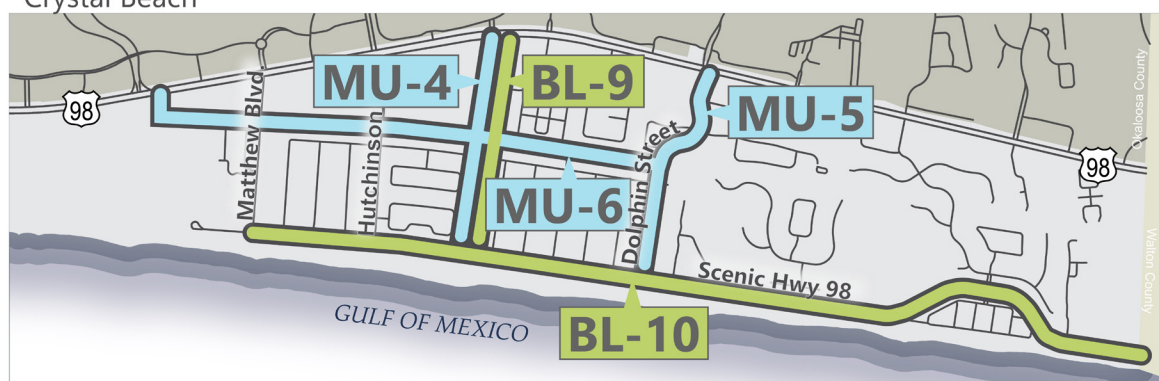 Crystal Beach
98
Matthew Blvd.
Hutchinson
MU-4
BL-9
MU-5
MU-6
Dolphin Street
98
Okaloosa County
Walton County
Scenic Hwy 98
GULF OF MEXICO
BL-10